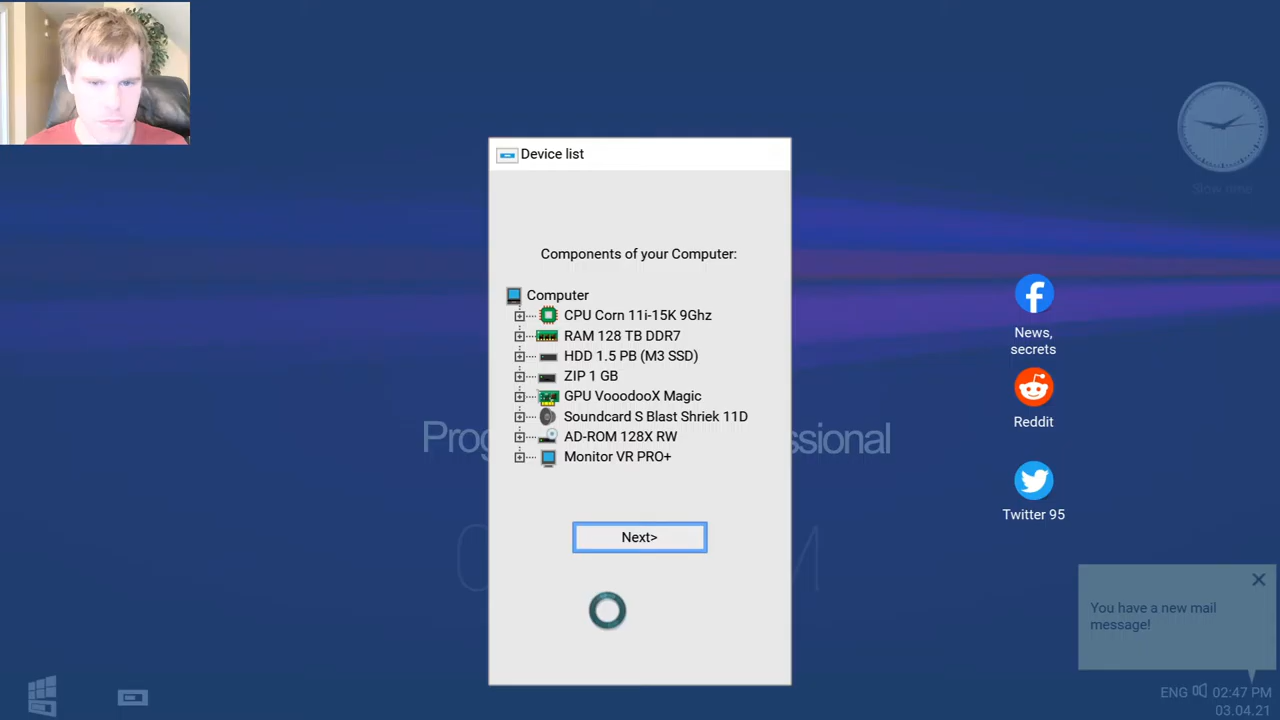 Device list
Components of your Computer:
Computer
CPU Corn 11i-15K 9Ghz
RAM 128 TB DDR7
HDD 1.5 PB (M3 SSD)
ZIP 1 GB
GPU VooodooX Magic
Soundcard S Blast Shriek 11D
AD-ROM 128X RW
Monitor VR PRO+
Next>
Slow time
News,
secrets
Reddit
Twitter 95
You have a new mail
message!
ENG 02:47 PM
03.04.21